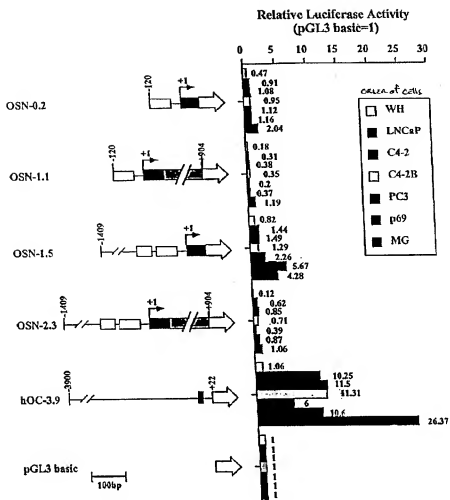 Relative Luciferase Activity
(pGL3 basic=1)
0 5 10 15 20 25 30
order of cells
WH
LNCaP
C4-2
C4-2B
PC3
p69
MG
OSN-0.2
-120
+1
0.47
0.91
1.08
0.95
1.12
1.16
2.04
OSN-1.1
-120
+1
+904
0.18
0.31
0.38
0.35
0.2
0.37
1.19
OSN-1.5
-1409
+1
0.82
1.44
1.49
1.29
2.26
5.67
4.28
OSN-2.3
-1409
+1
+904
0.12
0.62
0.85
0.71
0.39
0.87
1.06
hOC-3.9
-3900
+22
1.06
10.25
11.5
11.31
6
10.6
26.37
pGL3 basic
100bp